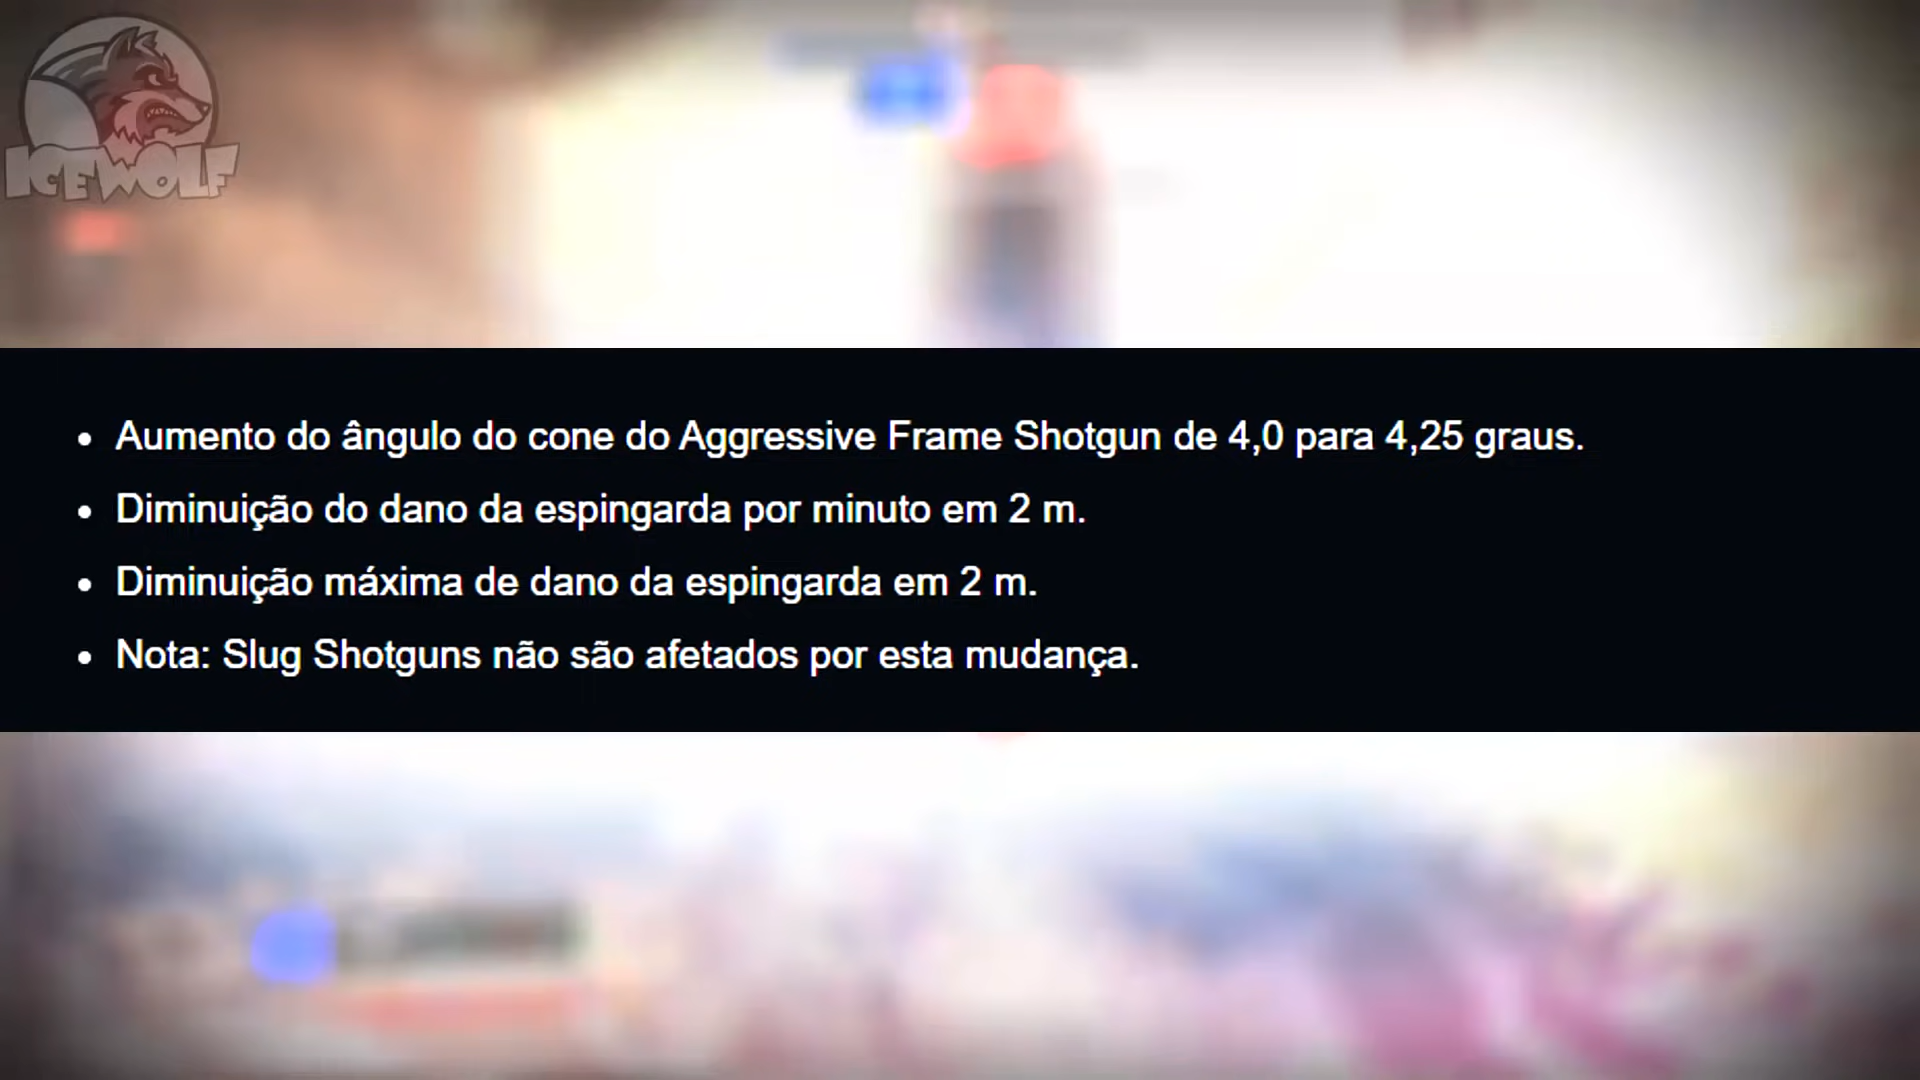 ICEWOLF
Aumento do ângulo do cone do Aggressive Frame Shotgun de 4,0 para 4,25 graus.
Diminuição do dano da espingarda por minuto em 2 m.
Diminuição máxima de dano da espingarda em 2 m.
Nota: Slug Shotguns não são afetados por esta mudança.